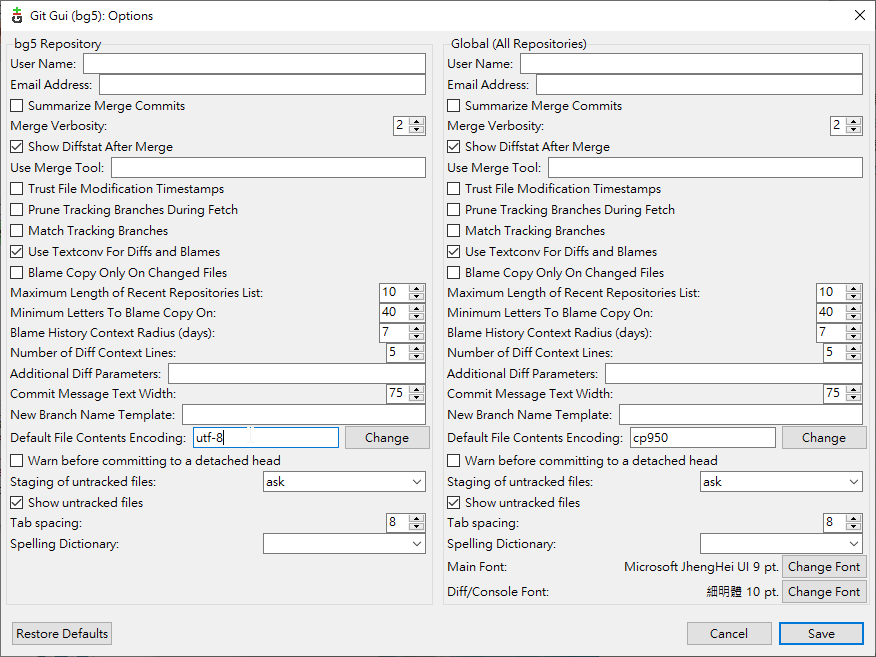 Git Gui (bg5): Options
bg5 Repository
User Name:
Email Address:
Summarize Merge Commits
Merge Verbosity: 2
Show Diffstat After Merge
Use Merge Tool:
Trust File Modification Timestamps
Prune Tracking Branches During Fetch
Match Tracking Branches
Use Textconv For Diffs and Blames
Blame Copy Only On Changed Files
Maximum Length of Recent Repositories List: 10
Minimum Letters To Blame Copy On: 40
Blame History Context Radius (days): 7
Number of Diff Context Lines: 5
Additional Diff Parameters:
Commit Message Text Width: 75
New Branch Name Template:
Default File Contents Encoding: utf-8 Change
Warn before committing to a detached head
Staging of untracked files: ask
Show untracked files
Tab spacing: 8
Spelling Dictionary:
Global (All Repositories)
User Name:
Email Address:
Summarize Merge Commits
Merge Verbosity: 2
Show Diffstat After Merge
Use Merge Tool:
Trust File Modification Timestamps
Prune Tracking Branches During Fetch
Match Tracking Branches
Use Textconv For Diffs and Blames
Blame Copy Only On Changed Files
Maximum Length of Recent Repositories List: 10
Minimum Letters To Blame Copy On: 40
Blame History Context Radius (days): 7
Number of Diff Context Lines: 5
Additional Diff Parameters:
Commit Message Text Width: 75
New Branch Name Template:
Default File Contents Encoding: cp950 Change
Warn before committing to a detached head
Staging of untracked files: ask
Show untracked files
Tab spacing: 8
Spelling Dictionary:
Main Font: Microsoft JhengHei UI 9 pt. Change Font
Diff/Console Font: 細明體 10 pt. Change Font
Restore Defaults Cancel Save